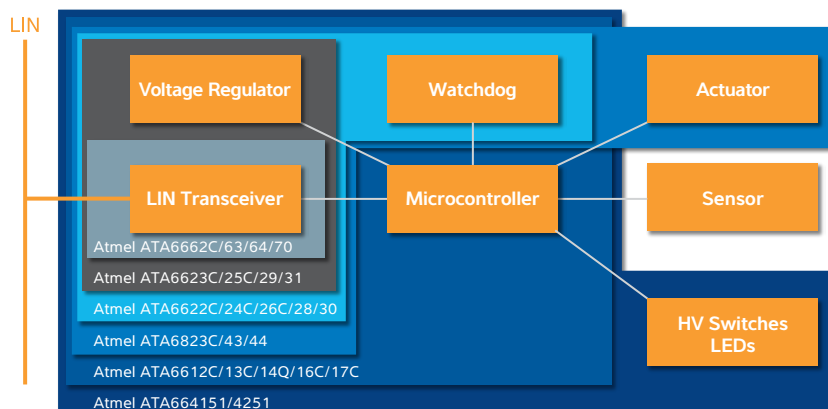 LIN
Voltage Regulator
Watchdog
Actuator
LIN Transceiver
Microcontroller
Sensor
Atmel ATA6662C/63/64/70
Atmel ATA6623C/25C/29/31
Atmel ATA6622C/24C/26C/28/30
HV Switches
LEDs
Atmel ATA6823C/43/44
Atmel ATA6612C/13C/14Q/16C/17C
Atmel ATA664151/4251